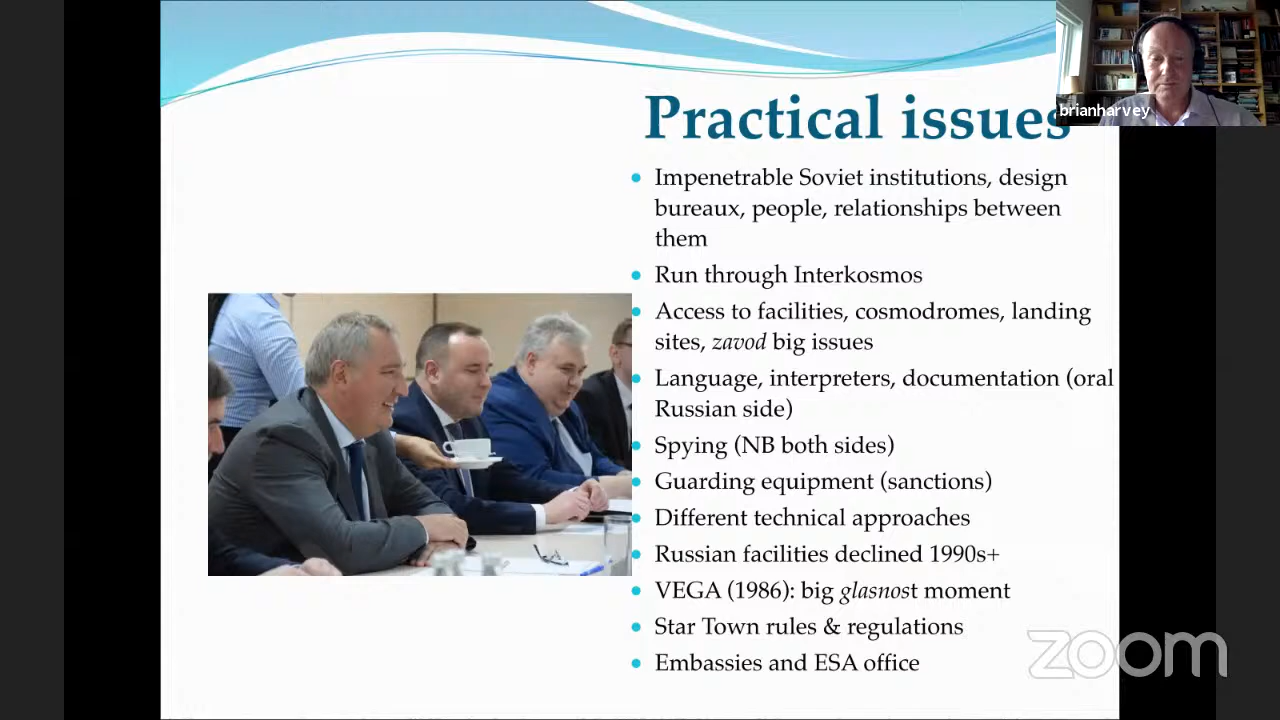 brianharvey
Practical issues
Impenetrable Soviet institutions, design
bureaux, people, relationships between
them
Run through Interkosmos
Access to facilities, cosmodromes, landing
sites, zavod big issues
Language, interpreters, documentation (oral
Russian side)
Spying (NB both sides)
Guarding equipment (sanctions)
Different technical approaches
Russian facilities declined 1990s+
VEGA (1986): big glasnost moment
Star Town rules & regulations
Embassies and ESA office
zoom